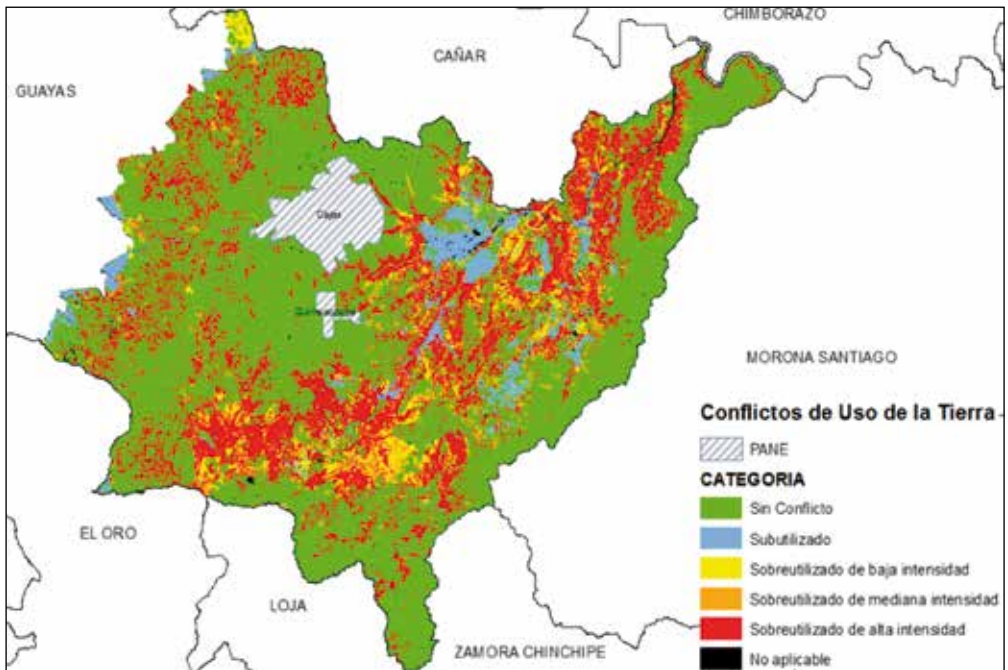 CHIMBORAZO
CAÑAR
GUAYAS
Cajas
MORONA SANTIAGO
EL ORO
LOJA
ZAMORA CHINCHIPE
Conflictos de Uso de la Tierra
PANE
CATEGORIA
Sin Conflicto
Subutilizado
Sobreutilizado de baja intensidad
Sobreutilizado de mediana intensidad
Sobreutilizado de alta intensidad
No aplicable